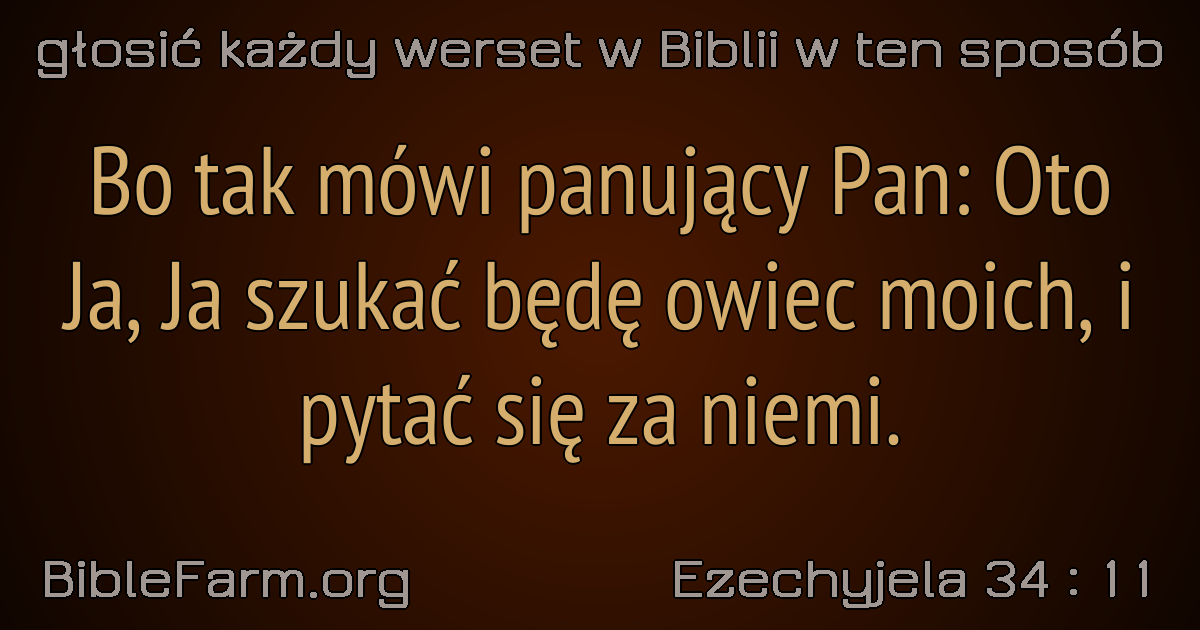 głosić każdy werset w Biblii w ten sposób
Bo tak mówi panujący Pan: Oto
Ja, Ja szukać będę owiec moich, i
pytać się za niemi.
BibleFarm.org
Ezechyjela 34 : 11